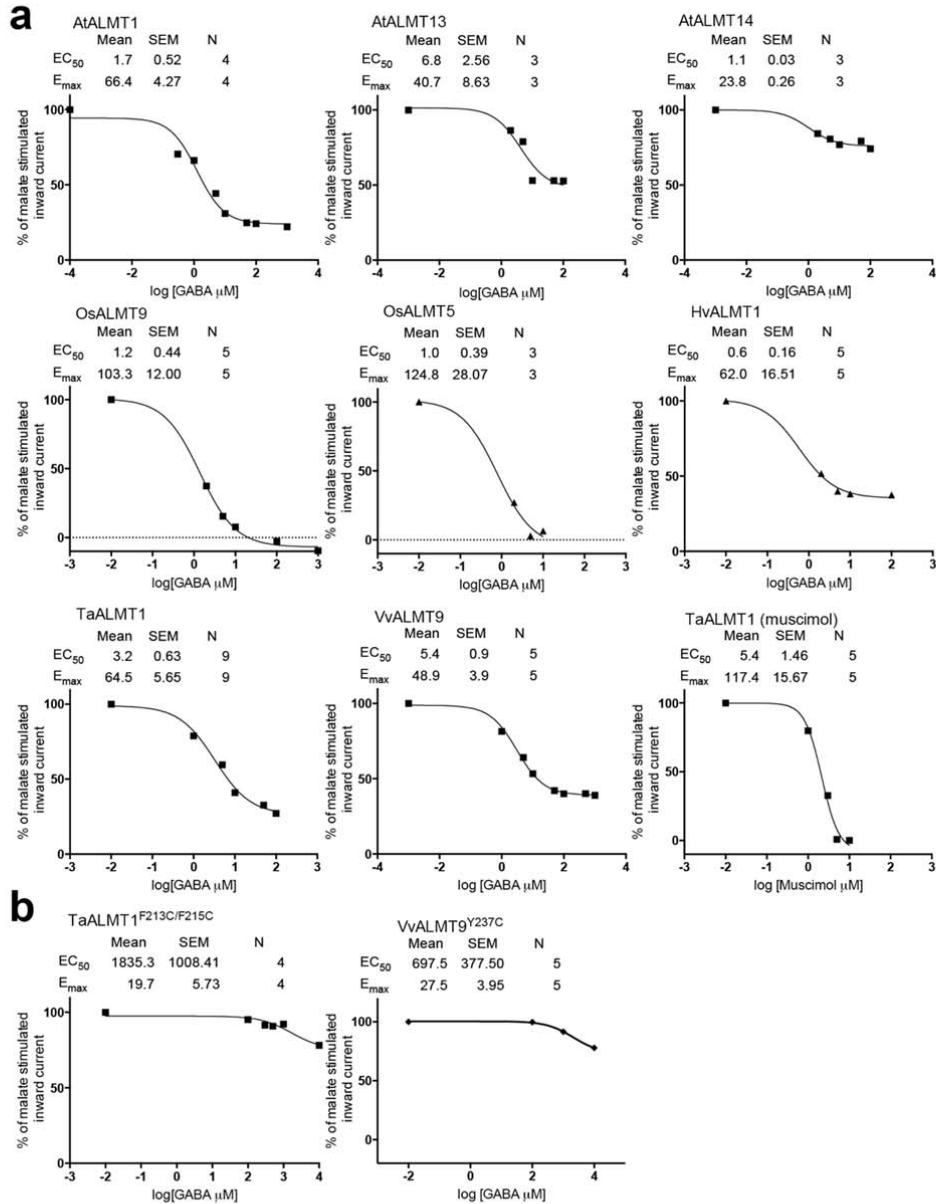 a
AtALMT1
Mean SEM N
EC50 1.7 0.52 4
Emax 66.4 4.27 4
% of malate stimulated
inward current
100
50
0
-4 -2 0 2 4
log [GABA μM]
AtALMT13
Mean SEM N
EC50 6.8 2.56 3
Emax 40.7 8.63 3
% of malate stimulated
inward current
100
50
0
-4 -2 0 2 4
log [GABA μM]
AtALMT14
Mean SEM N
EC50 1.1 0.03 3
Emax 23.8 0.26 3
% of malate stimulated
inward current
100
50
0
-4 -2 0 2 4
log [GABA μM]
OsALMT9
Mean SEM N
EC50 1.2 0.44 5
Emax 103.3 12.00 5
% of malate stimulated
inward current
100
50
0
-3 -2 -1 0 1 2 3
log[GABA μM]
OsALMT5
Mean SEM N
EC50 1.0 0.39 3
Emax 124.8 28.07 3
% of malate stimulated
inward current
100
50
0
-3 -2 -1 0 1 2 3
log[GABA μM]
HvALMT1
Mean SEM N
EC50 0.6 0.16 5
Emax 62.0 16.51 5
% of malate stimulated
inward current
100
50
0
-3 -2 -1 0 1 2 3
log[GABA μM]
TaALMT1
Mean SEM N
EC50 3.2 0.63 9
Emax 64.5 5.65 9
% of malate stimulated
inward current
100
50
0
-3 -2 -1 0 1 2 3
log[GABA μM]
VvALMT9
Mean SEM N
EC50 5.4 0.9 5
Emax 48.9 3.9 5
% of malate stimulated
inward current
100
50
0
-4 -2 0 2 4
log[GABA μM]
TaALMT1 (muscimol)
Mean SEM N
EC50 5.4 1.46 5
Emax 117.4 15.67 5
% of malate stimulated
inward current
100
50
0
-3 -2 -1 0 1 2 3
log [Muscimol μM]
b
TaALMT1F213C/F215C
Mean SEM N
EC50 1835.3 1008.41 4
Emax 19.7 5.73 4
% of malate stimulated
inward current
100
50
0
-3 -2 -1 0 1 2 3 4
log[GABA μM]
VvALMT9Y237C
Mean SEM N
EC50 697.5 377.50 5
Emax 27.5 3.95 5
% of malate stimulated
inward current
100
50
0
-2 0 2 4
log [GABA μM]